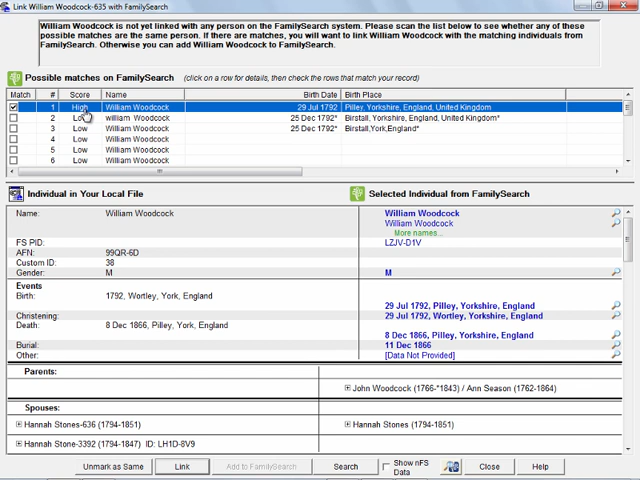 Link William Woodcock-635 with FamilySearch
William Woodcock is not yet linked with any person on the FamilySearch system. Please scan the list below to see whether any of these
possible matches are the same person. If there are matches, you will want to link William Woodcock with the matching individuals from
FamilySearch. Otherwise you can add William Woodcock to FamilySearch.
Possible matches on FamilySearch (click on a row for details, then check the rows that match your record)
Match # Score Name Birth Date Birth Place
1 High William Woodcock 29 Jul 1792 Pilley, Yorkshire, England, United Kingdom
2 Low william Woodcock 25 Dec 1792* Birstall, Yorkshire, England, United Kingdom*
3 Low William Woodcock 25 Dec 1792* Birstall,York,England*
4 Low William Woodcock
5 Low William Woodcock
6 Low William Woodcock
Individual in Your Local File Selected Individual from FamilySearch
Name: William Woodcock William Woodcock
William Woodcock
More names...
FS PID: LZJV-D1V
AFN: 99QR-6D
Custom ID: 38
Gender: M M
Events
Birth: 1792, Wortley, York, England 29 Jul 1792, Pilley, Yorkshire, England
Christening: 29 Jul 1792, Wortley, Yorkshire, England
Death: 8 Dec 1866, Pilley, York, England 8 Dec 1866, Pilley, Yorkshire, England
Burial: 11 Dec 1866
Other: [Data Not Provided]
Parents:
John Woodcock (1766-*1843) / Ann Season (1762-1864)
Spouses:
Hannah Stones-636 (1794-1851) Hannah Stones (1794-1851)
Hannah Stone-3392 (1794-1847) ID: LH1D-8V9
Unmark as Same Link Add to FamilySearch Search Show nFS Data Close Help